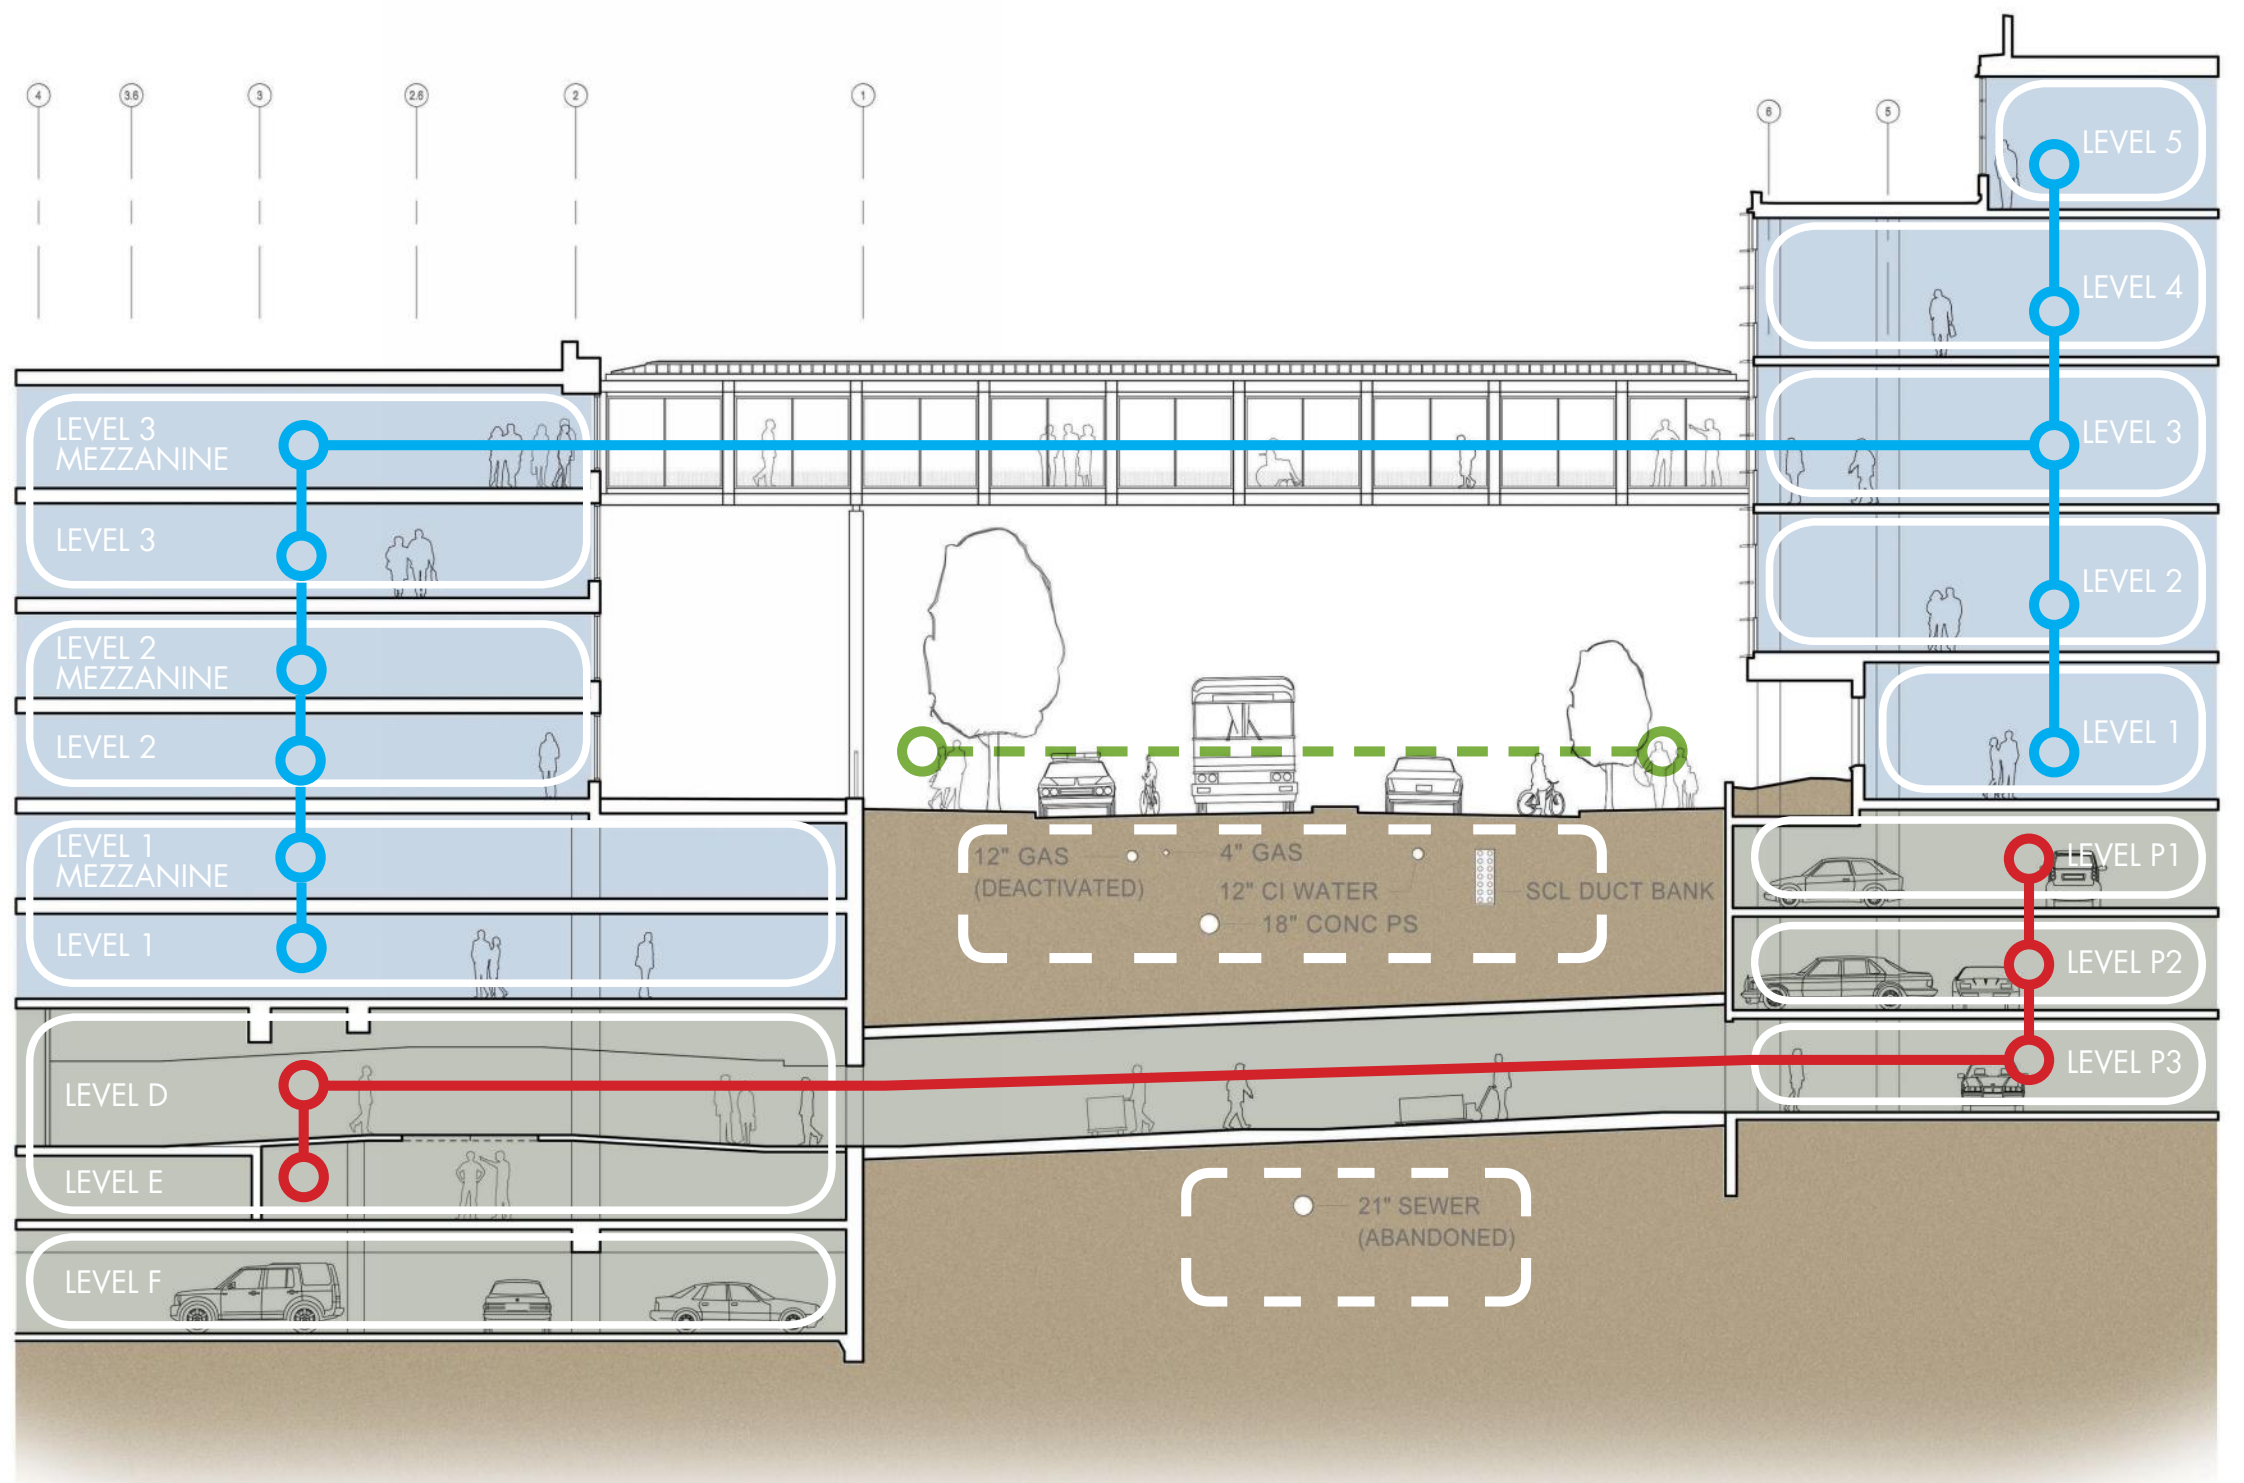 4
3.6
3
2.6
2
1
6
5
LEVEL 5
LEVEL 4
LEVEL 3
LEVEL 2
LEVEL 1
LEVEL 3
MEZZANINE
LEVEL 3
LEVEL 2
MEZZANINE
LEVEL 2
LEVEL 1
MEZZANINE
LEVEL 1
LEVEL D
LEVEL E
LEVEL F
12" GAS
(DEACTIVATED)
4" GAS
12" CI WATER
18" CONC PS
SCL DUCT BANK
21" SEWER
(ABANDONED)
LEVEL P1
LEVEL P2
LEVEL P3